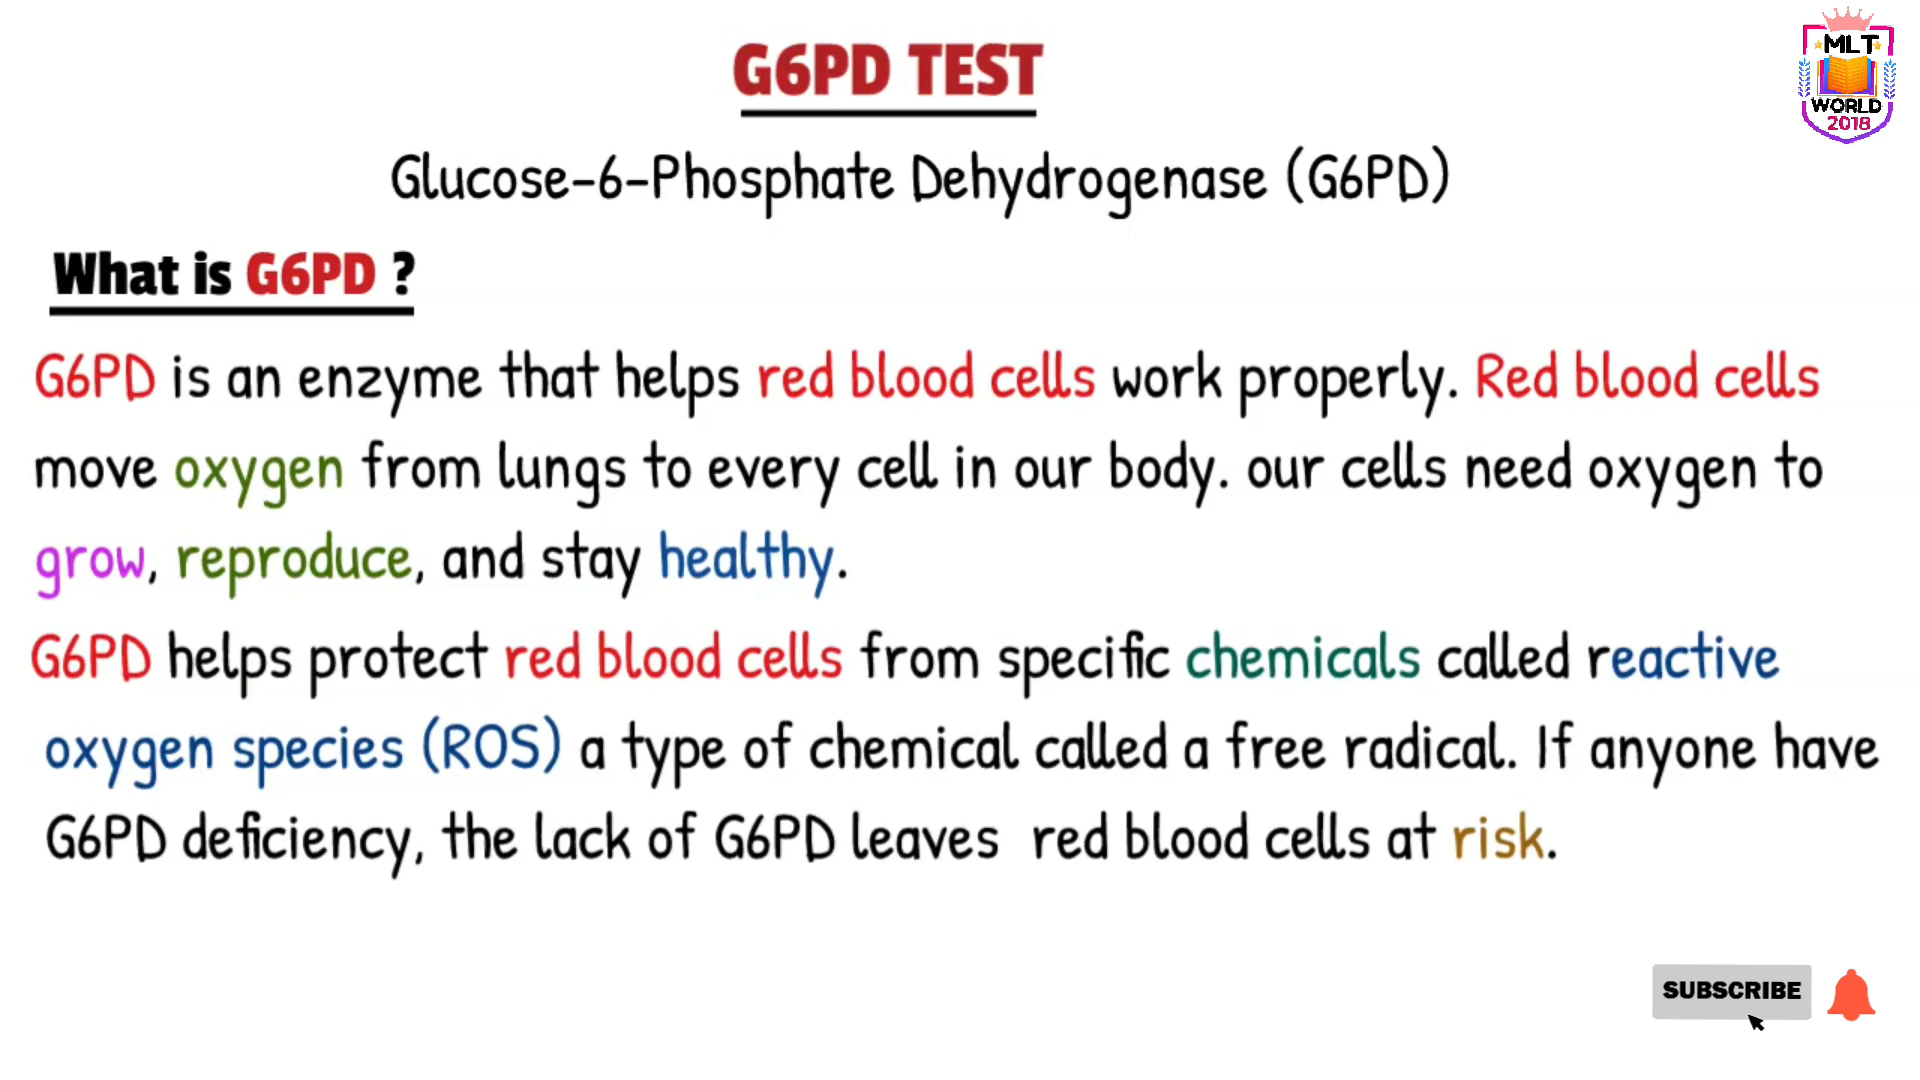 G6PD TEST
MLT
WORLD
2018
Glucose-6-Phosphate Dehydrogenase (G6PD)
What is G6PD ?
G6PD is an enzyme that helps red blood cells work properly. Red blood cells
move oxygen from lungs to every cell in our body. our cells need oxygen to
grow, reproduce, and stay healthy.
G6PD helps protect red blood cells from specific chemicals called reactive
oxygen species (ROS) a type of chemical called a free radical. If anyone have
G6PD deficiency, the lack of G6PD leaves red blood cells at risk.
SUBSCRIBE